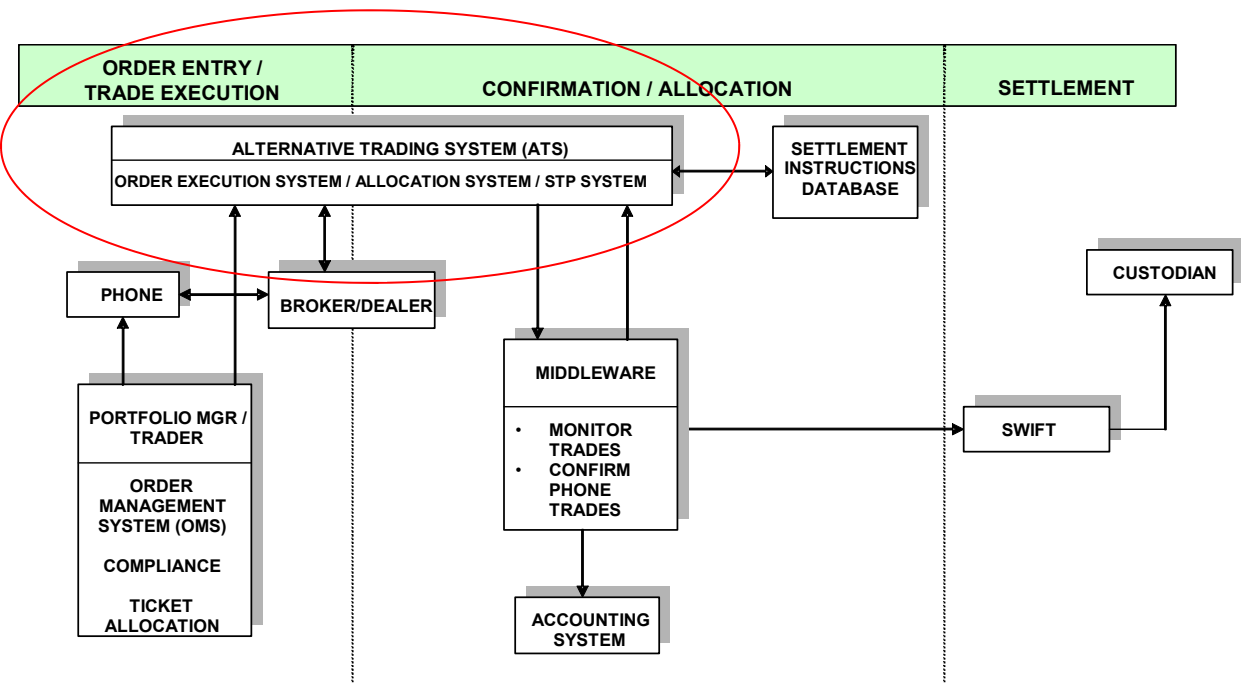 ORDER ENTRY /
TRADE EXECUTION
CONFIRMATION / ALLOCATION
SETTLEMENT
ALTERNATIVE TRADING SYSTEM (ATS)
ORDER EXECUTION SYSTEM / ALLOCATION SYSTEM / STP SYSTEM
SETTLEMENT
INSTRUCTIONS
DATABASE
PHONE
BROKER/DEALER
CUSTODIAN
PORTFOLIO MGR /
TRADER
ORDER
MANAGEMENT
SYSTEM (OMS)
COMPLIANCE
TICKET
ALLOCATION
MIDDLEWARE
• MONITOR
TRADES
• CONFIRM
PHONE
TRADES
SWIFT
ACCOUNTING
SYSTEM